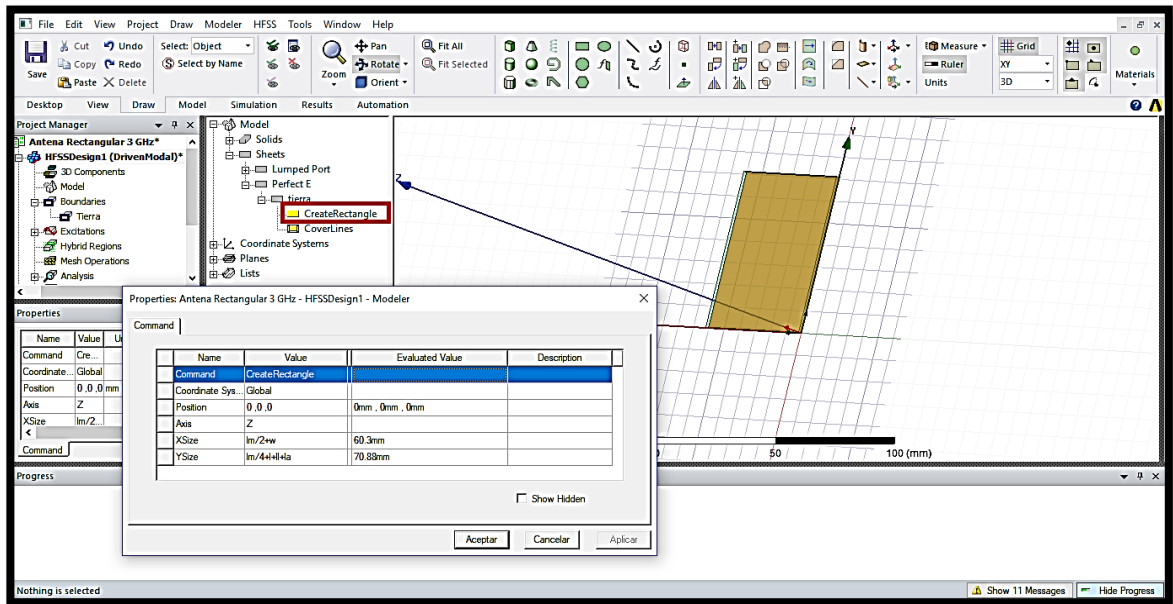 File Edit View Project Draw Modeler HFSS Tools Window Help
Save
Cut Undo
Copy Redo
Paste Delete
Select: Object
Select by Name
Zoom
Pan
Rotate
Orient
Fit All
Fit Selected
Measure
Ruler
Units
Grid
XY
3D
Materials
Desktop View Draw Model Simulation Results Automation
Project Manager
Antena Rectangular 3 GHz*
HFSSDesign1 (DrivenModal)*
3D Components
Model
Boundaries
Tierra
Excitations
Hybrid Regions
Mesh Operations
Analysis
Model
Solids
Sheets
Lumped Port
Perfect E
tierra
CreateRectangle
CoverLines
Coordinate Systems
Planes
Lists
Y
Z
50 100 (mm)
Properties
Name Value
Command Cre...
Coordinate... Global
Position 0 ,0 ,0 mm
Axis Z
XSize lm/2...
Command
Properties: Antena Rectangular 3 GHz - HFSSDesign1 - Modeler
Command
Name Value Evaluated Value Description
Command CreateRectangle
Coordinate Sys... Global
Position 0 ,0 ,0 0mm , 0mm , 0mm
Axis Z
XSize lm/2+w 60.3mm
YSize lm/4+l+ll+la 70.88mm
Show Hidden
Aceptar Cancelar Aplicar
Progress
Nothing is selected
Show 11 Messages Hide Progress